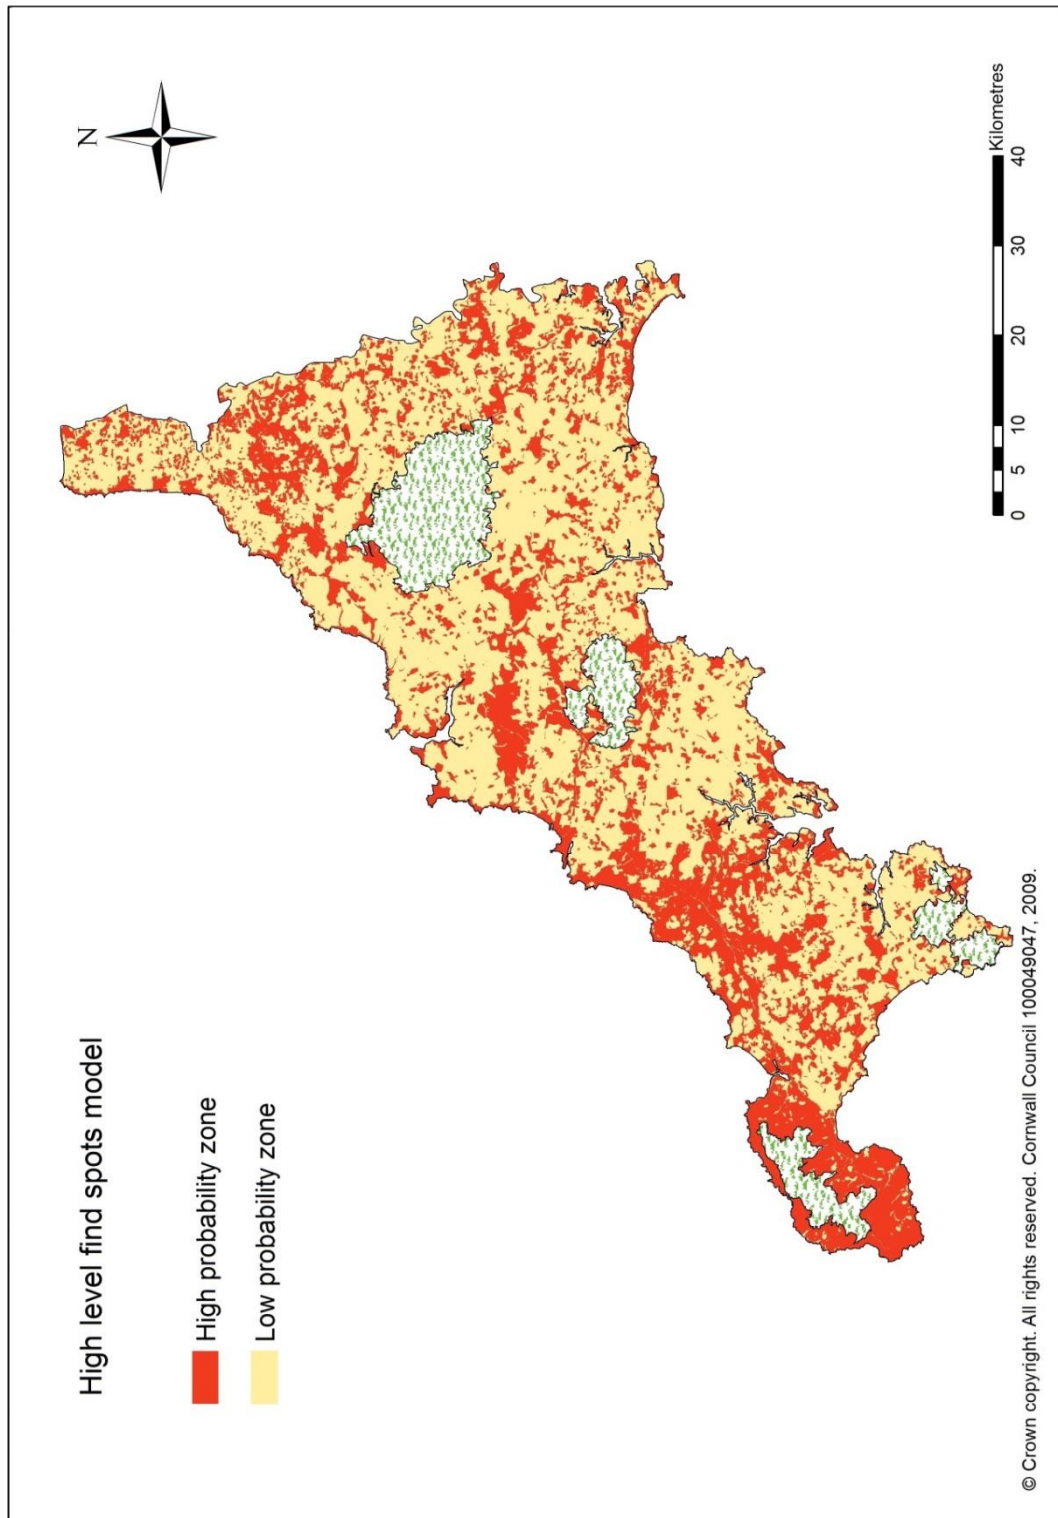 High level find spots model
High probability zone
Low probability zone
N
0 5 10 20 30 40
Kilometres
© Crown copyright. All rights reserved. Cornwall Council 100049047, 2009.